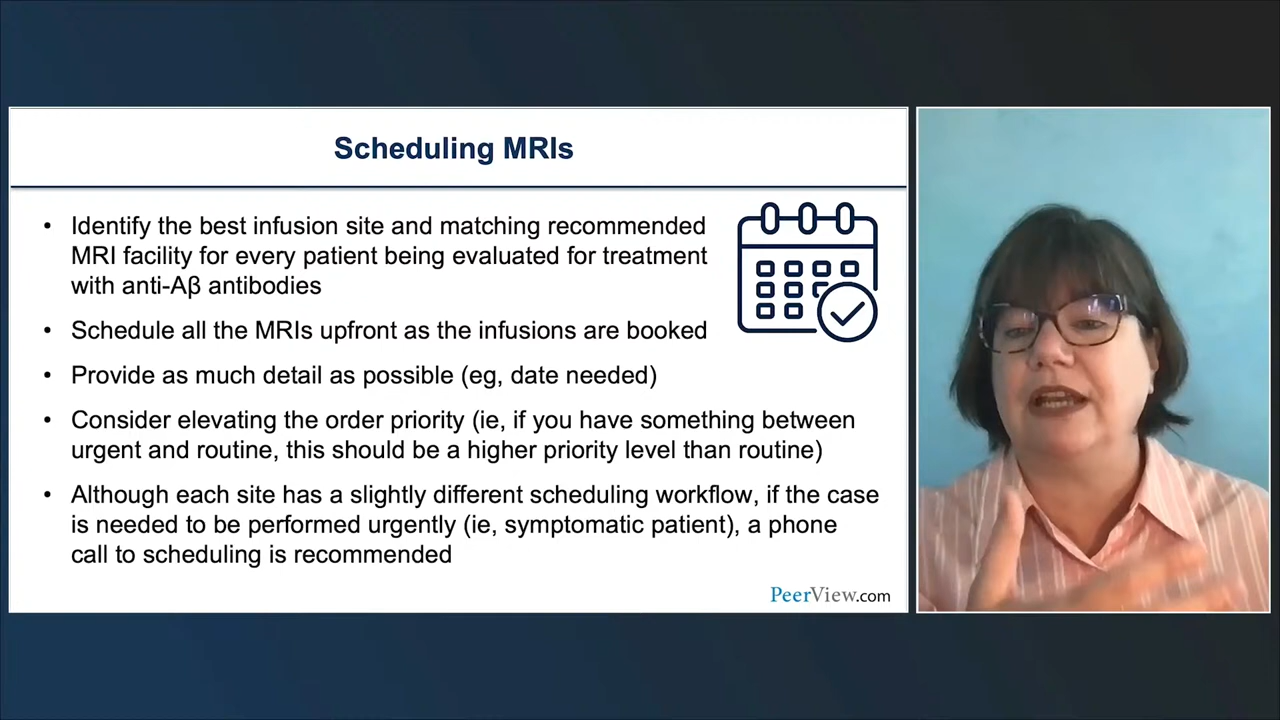 Scheduling MRIs
• Identify the best infusion site and matching recommended
MRI facility for every patient being evaluated for treatment
with anti-Aβ antibodies
• Schedule all the MRIs upfront as the infusions are booked
• Provide as much detail as possible (eg, date needed)
• Consider elevating the order priority (ie, if you have something between
urgent and routine, this should be a higher priority level than routine)
• Although each site has a slightly different scheduling workflow, if the case
is needed to be performed urgently (ie, symptomatic patient), a phone
call to scheduling is recommended
PeerView.com